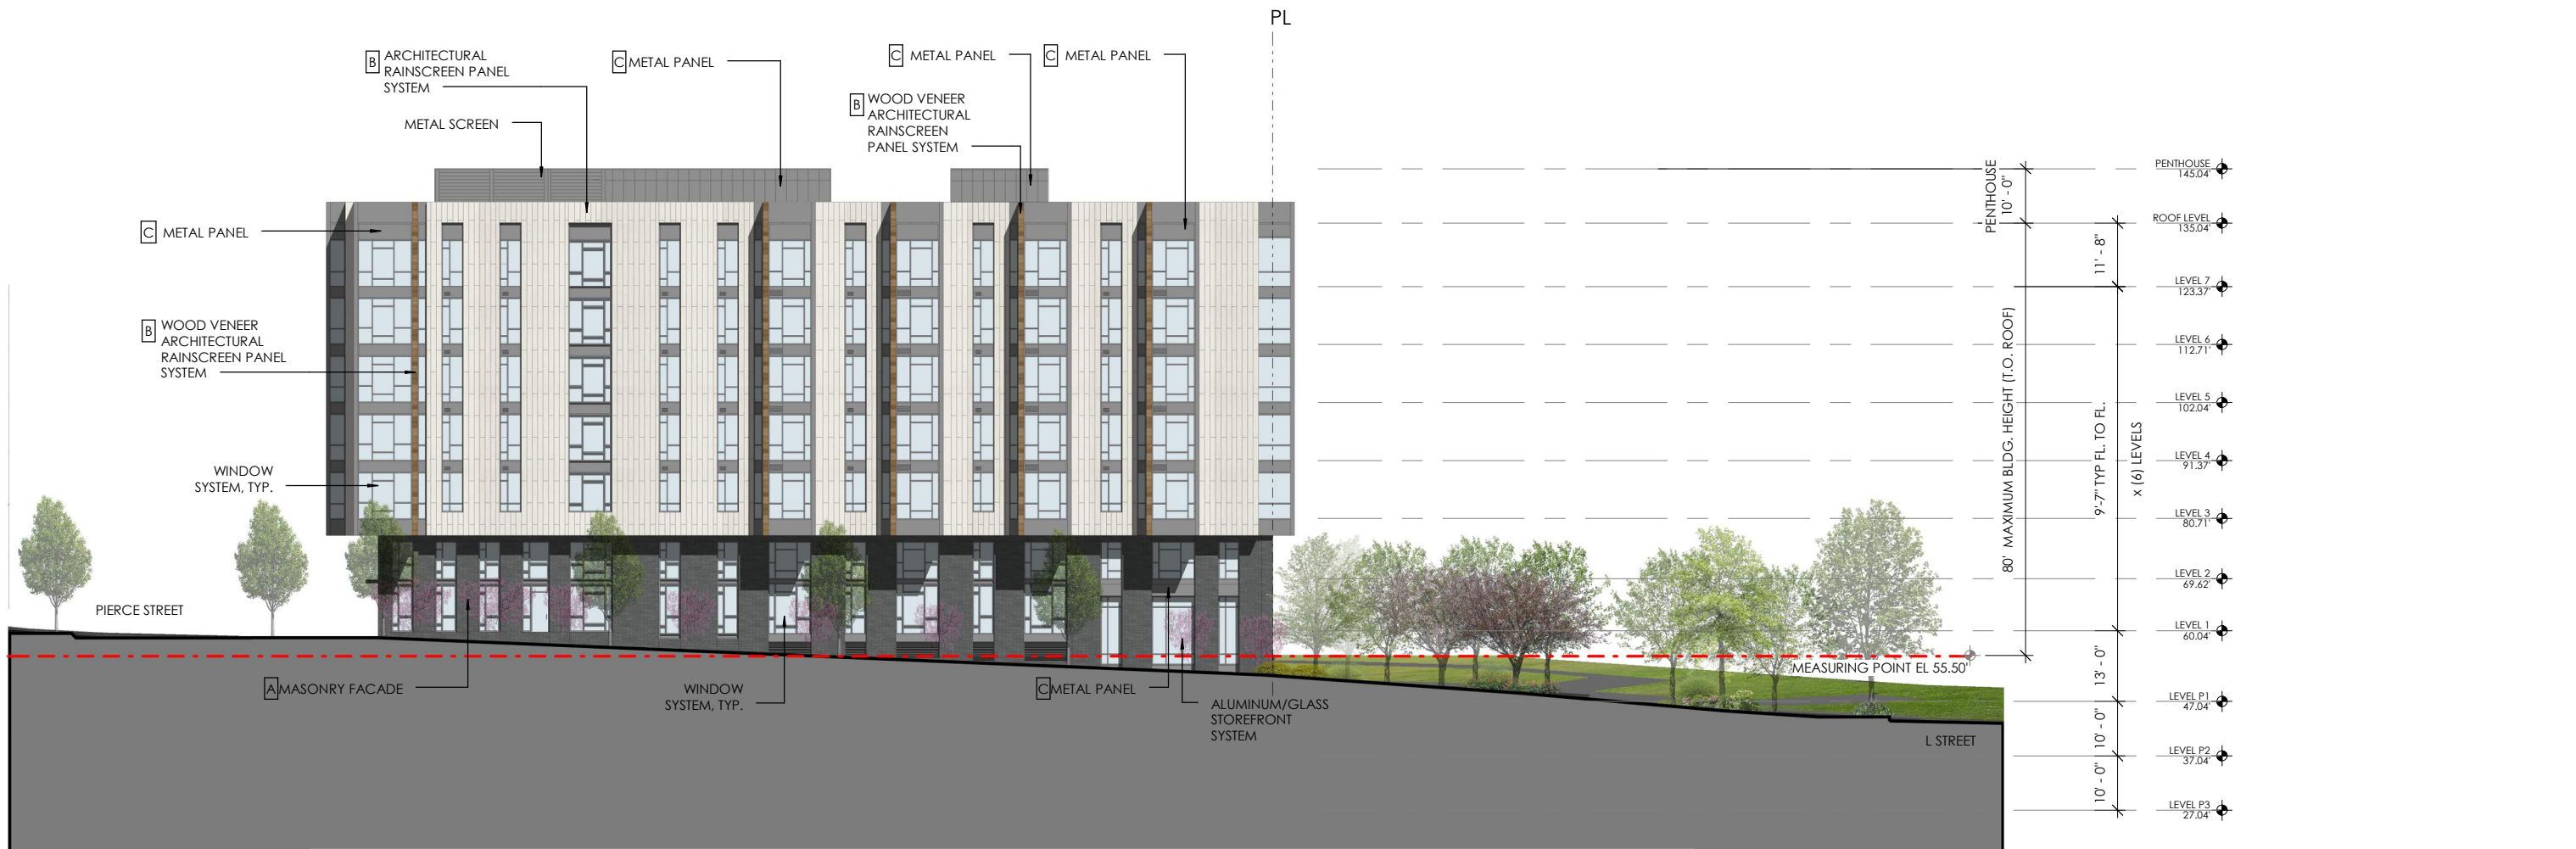 PL
B ARCHITECTURAL
RAINSCREEN PANEL
SYSTEM
C METAL PANEL
C METAL PANEL
C METAL PANEL
B WOOD VENEER
ARCHITECTURAL
RAINSCREEN
PANEL SYSTEM
METAL SCREEN
C METAL PANEL
B WOOD VENEER
ARCHITECTURAL
RAINSCREEN PANEL
SYSTEM
WINDOW
SYSTEM, TYP.
PIERCE STREET
A MASONRY FACADE
WINDOW
SYSTEM, TYP.
C METAL PANEL
ALUMINUM/GLASS
STOREFRONT
SYSTEM
MEASURING POINT EL 55.50'
L STREET
PENTHOUSE
10' - 0"
80' MAXIMUM BLDG. HEIGHT (T.O. ROOF)
11' - 8"
9'-7" TYP FL. TO FL.
x (6) LEVELS
13' - 0"
10' - 0"
10' - 0"
PENTHOUSE
145.04'
ROOF LEVEL
135.04'
LEVEL 7
123.37'
LEVEL 6
112.71'
LEVEL 5
102.04'
LEVEL 4
91.37'
LEVEL 3
80.71'
LEVEL 2
69.62'
LEVEL 1
60.04'
LEVEL P1
47.04'
LEVEL P2
37.04'
LEVEL P3
27.04'